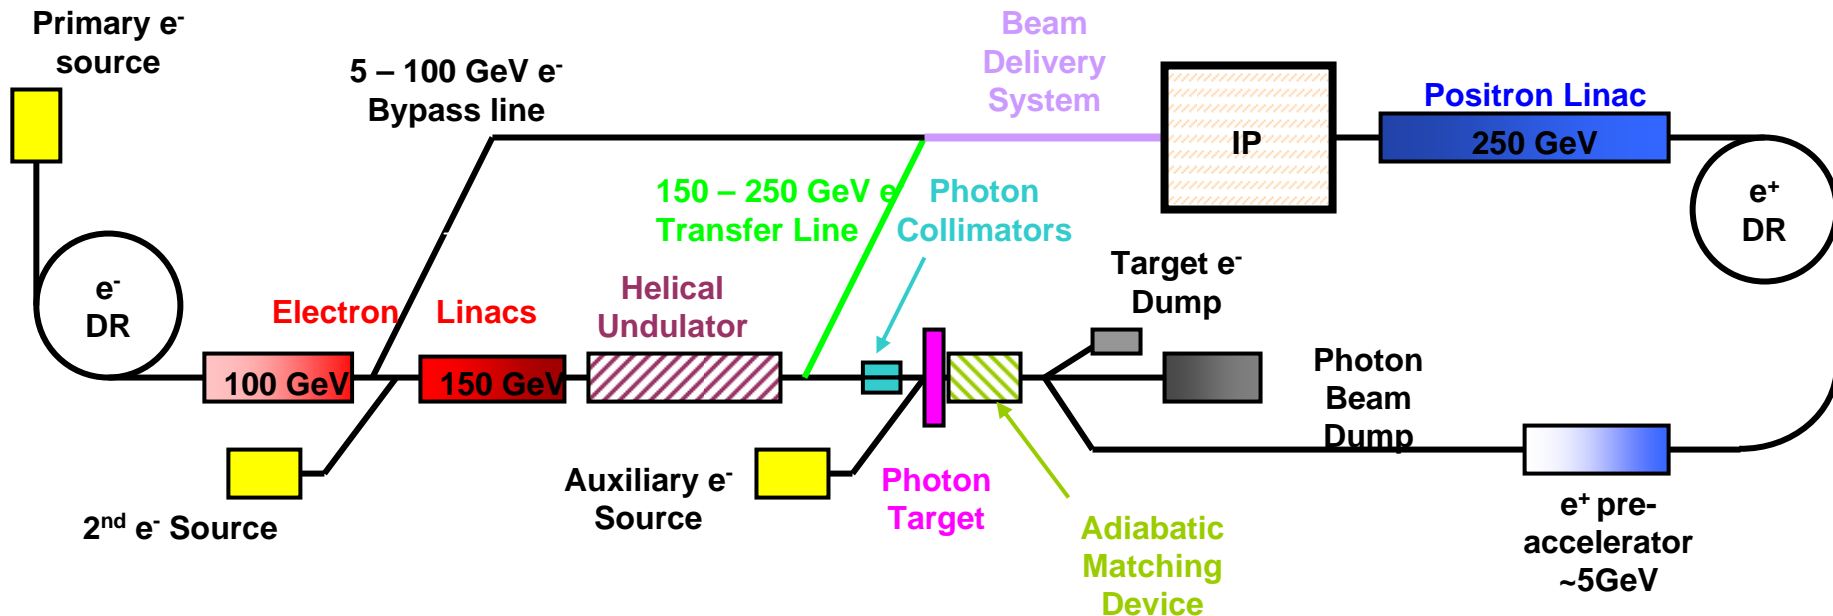 Primary e-
source
5 – 100 GeV e-
Bypass line
Beam
Delivery
System
Positron Linac
250 GeV
IP
e+
DR
150 – 250 GeV e
Transfer Line
Photon
Collimators
Target e-
Dump
e-
DR
Electron Linacs
Helical
Undulator
100 GeV
150 GeV
Photon
Beam
Dump
Auxiliary e-
Source
Photon
Target
2nd e- Source
Adiabatic
Matching
Device
e+ pre-
accelerator
~5GeV